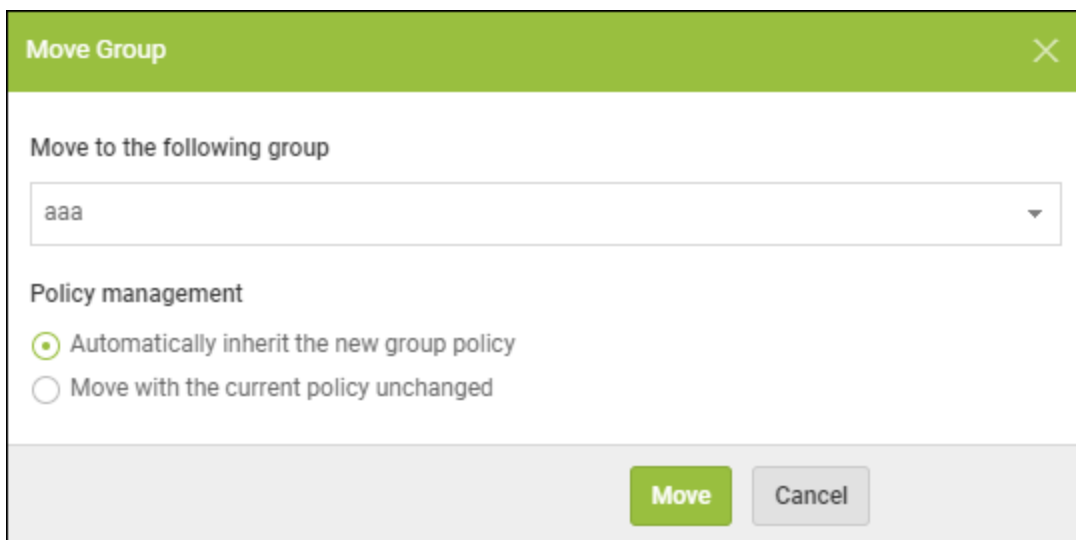 Move Group
Move to the following group
aaa
Policy management
Automatically inherit the new group policy
Move with the current policy unchanged
Move Cancel